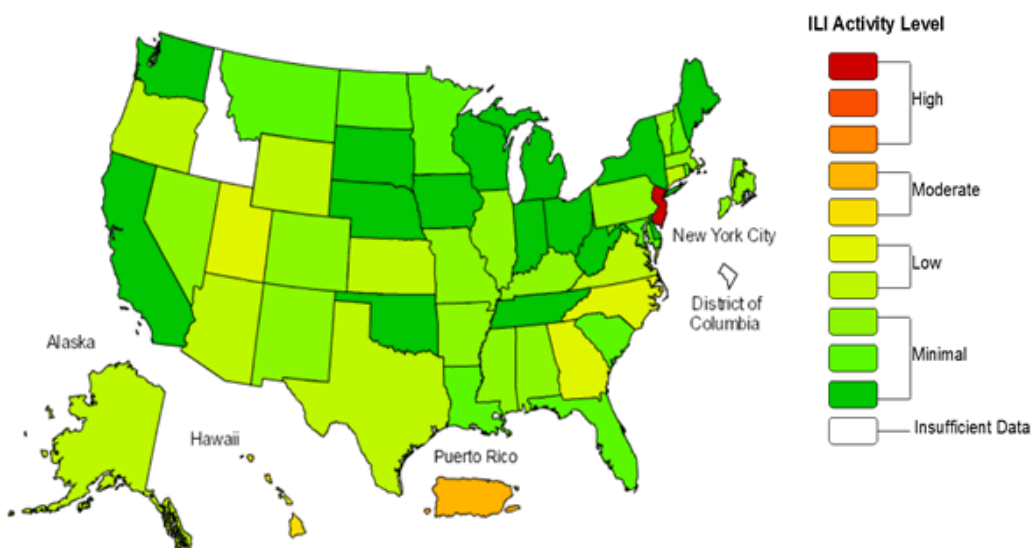 ILI Activity Level
High
Moderate
Low
Minimal
Insufficient Data
New York City
District of
Columbia
Alaska
Hawaii
Puerto Rico